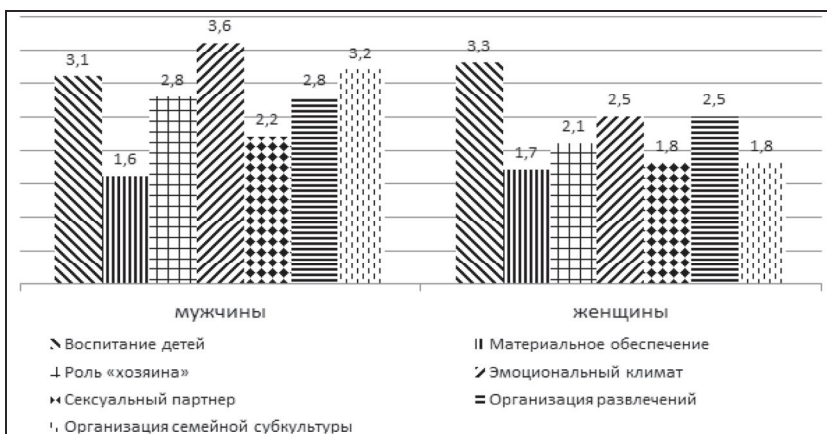 3,1
1,6
2,8
3,6
2,2
2,8
3,2
3,3
1,7
2,1
2,5
1,8
2,5
1,8
мужчины
женщины
Воспитание детей
Материальное обеспечение
Роль «хозяина»
Эмоциональный климат
Сексуальный партнер
Организация развлечений
Организация семейной субкультуры